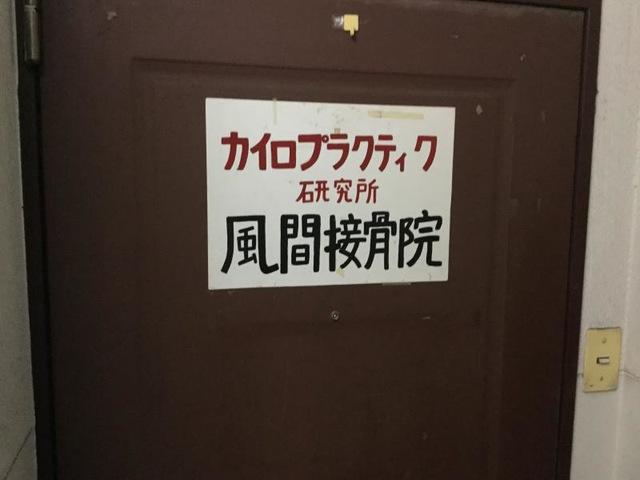 カイロプラクティク
研究所
風間接骨院